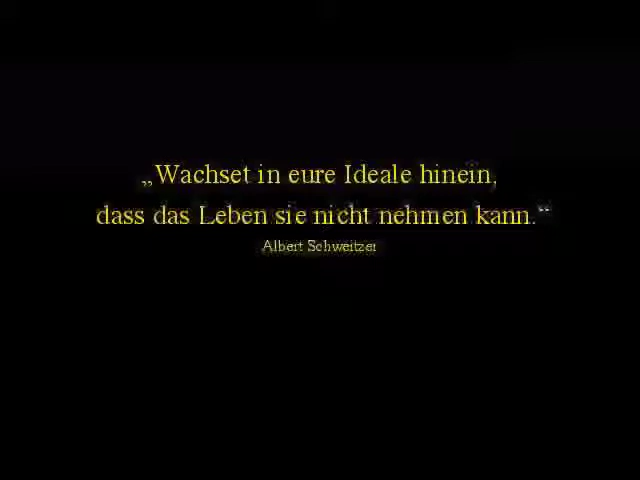 „Wachset in eure Ideale hinein,
dass das Leben sie nicht nehmen kann.“
Albert Schweitzer